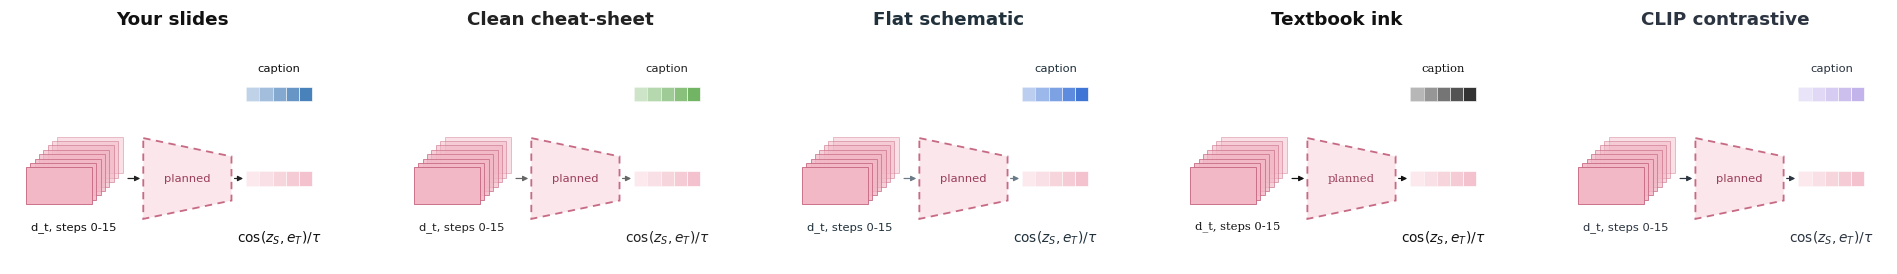 Your slides
caption
planned
d_t, steps 0-15
cos(z_S, e_T)/τ
Clean cheat-sheet
caption
planned
d_t, steps 0-15
cos(z_S, e_T)/τ
Flat schematic
caption
planned
d_t, steps 0-15
cos(z_S, e_T)/τ
Textbook ink
caption
planned
d_t, steps 0-15
cos(z_S, e_T)/τ
CLIP contrastive
caption
planned
d_t, steps 0-15
cos(z_S, e_T)/τ